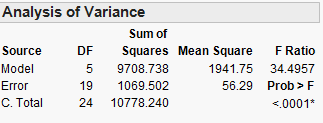 Analysis of Variance
Sum of
Source DF Squares Mean Square F Ratio
Model 5 9708.738 1941.75 34.4957
Error 19 1069.502 56.29 Prob > F
C. Total 24 10778.240 <.0001*